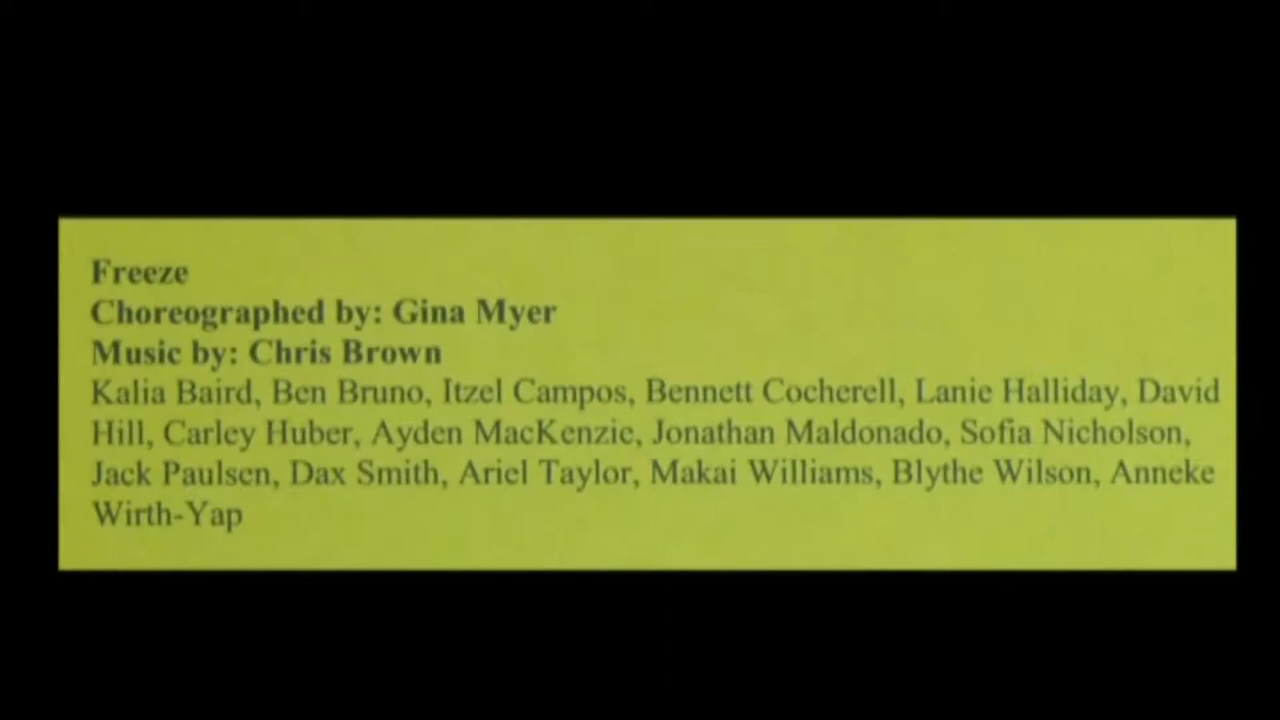 Freeze
Choreographed by: Gina Myer
Music by: Chris Brown
Kalia Baird, Ben Bruno, Itzel Campos, Bennett Cocherell, Lanie Halliday, David
Hill, Carley Huber, Ayden MacKenzie, Jonathan Maldonado, Sofia Nicholson,
Jack Paulsen, Dax Smith, Ariel Taylor, Makai Williams, Blythe Wilson, Anneke
Wirth-Yap